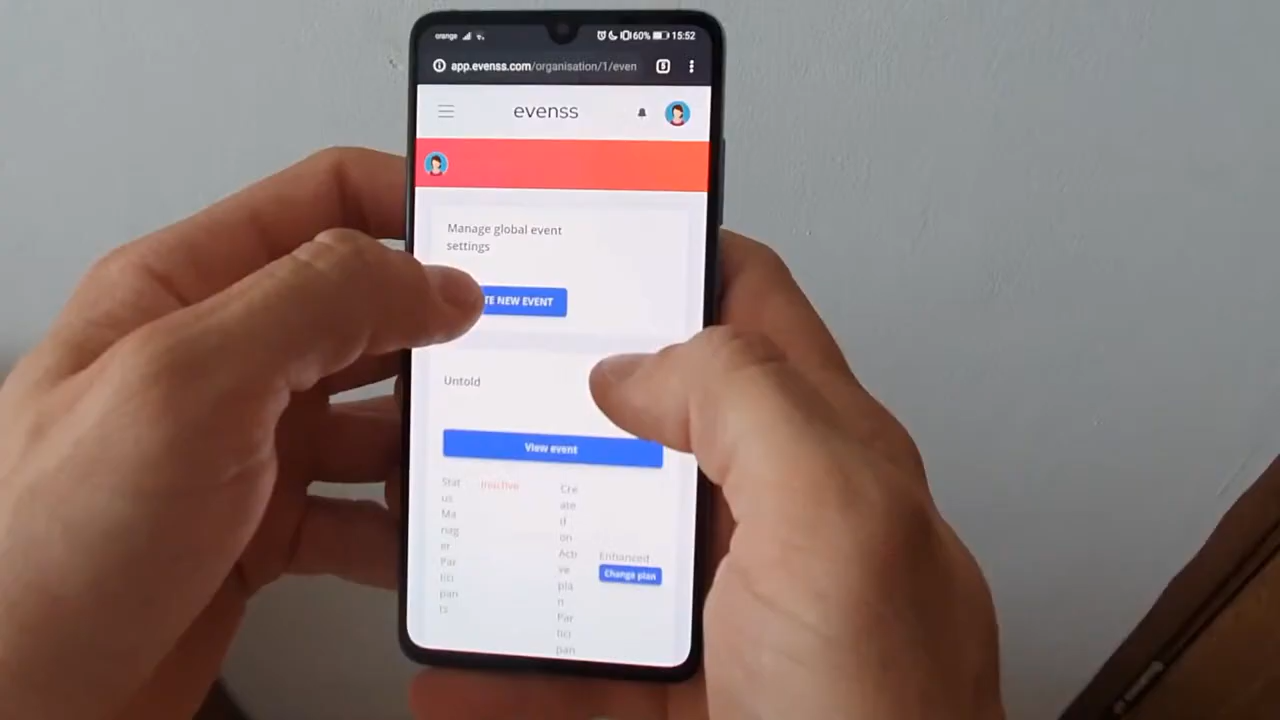 orange 60% 15:52
app.evenss.com/organisation/1/even 5
evenss
Manage global event
settings
TE NEW EVENT
Untold
View event
Stat
us
Ma
nag
er
Par
tici
pan
ts
Inactive
Cre
ate
d
on
Acti
ve
pla
n
Par
tici
pan
Enhanced
Change plan